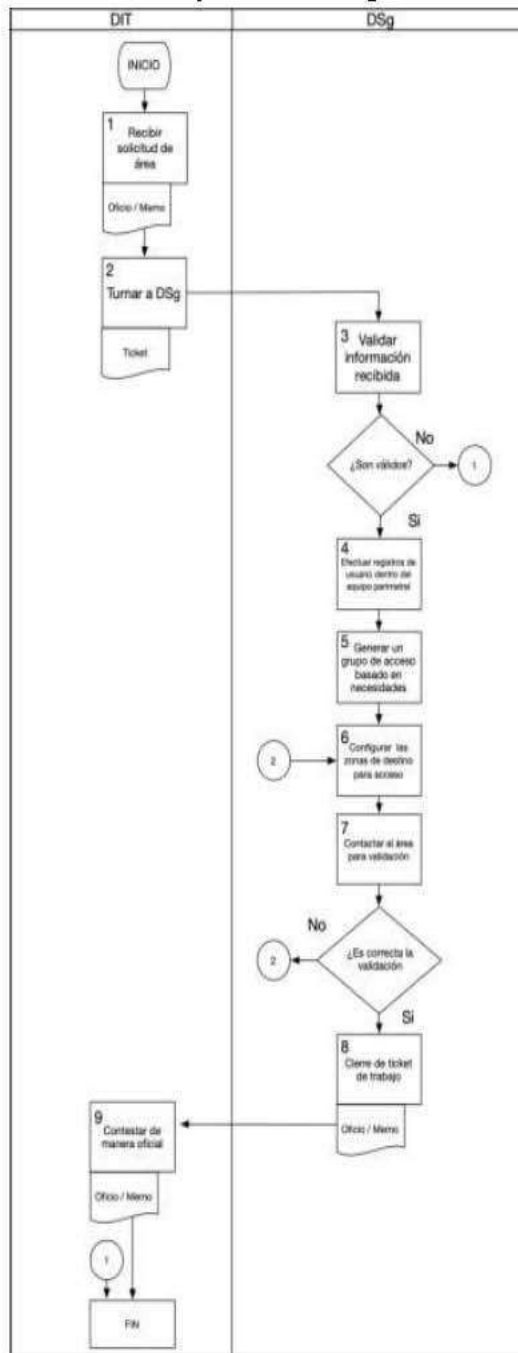 DIT
DSg
INICIO
1
Recibir
solicitud de
área
Oficio / Memo
2
Turnar a DSg
Ticket
3
Validar
información
recibida
¿Son válidos?
No
1
Si
4
Efectuar registros de
usuario dentro del
equipo perimetral
5
Generar un
grupo de acceso
basado en
necesidades
2
6
Configurar las
zonas de destino
para acceso
7
Contactar al área
para validación
No
2
¿Es correcta la
validación
Si
8
Cierre de ticket
de trabajo
Oficio / Memo
9
Contestar de
manera oficial
Oficio / Memo
1
FIN